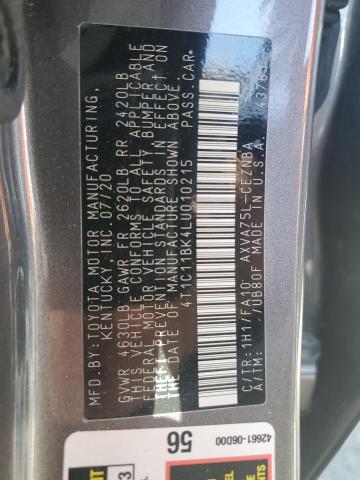 MFD.BY:TOYOTA MOTOR MANUFACTURING,
KENTUCKY,INC.07/20
GVWR 4630LB GAWR FR 2620LB RR 2420LB
THIS VEHICLE CONFORMS TO ALL APPLICABLE
FEDERAL MOTOR VEHICLE SAFETY,BUMPER,AND
THEFT PREVENTION STANDARDS IN EFFECT ON
THE DATE OF MANUFACTURE SHOWN ABOVE.
4T1C11BK4LU010215 PASS.CAR
C/TR:1H1/FA10 AXVA75L-CEZNBA
A/TM: /UB80F MADE IN U.S.A.
56
42661-06D00